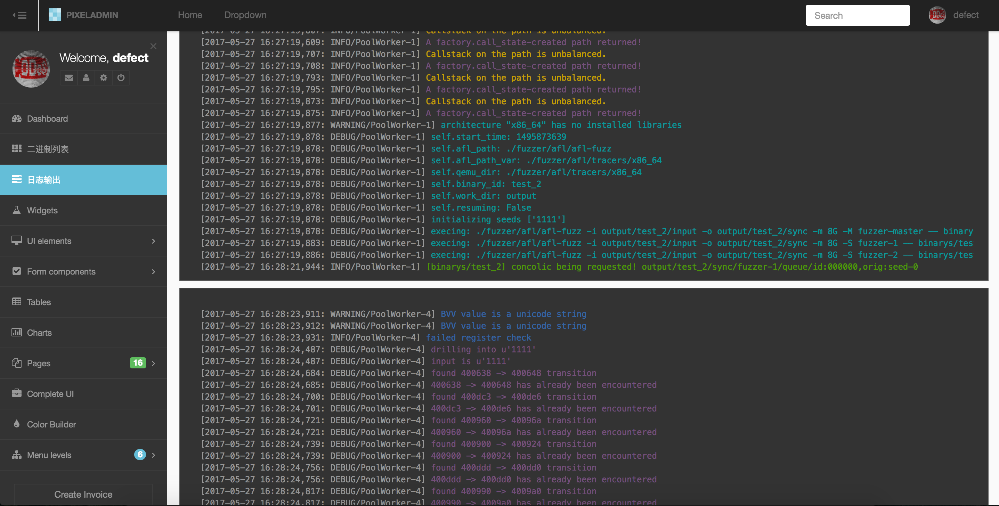 PIXELADMIN
Home
Dropdown
Search
defect
Welcome, defect
Dashboard
二进制列表
日志输出
Widgets
UI elements
Form components
Tables
Charts
Pages 16
Complete UI
Color Builder
Menu levels 6
Create Invoice
[2017-05-27 16:27:19,607: INFO/PoolWorker-1] Callstack on the path is unbalanced.
[2017-05-27 16:27:19,609: INFO/PoolWorker-1] A factory.call_state-created path returned!
[2017-05-27 16:27:19,707: INFO/PoolWorker-1] Callstack on the path is unbalanced.
[2017-05-27 16:27:19,708: INFO/PoolWorker-1] A factory.call_state-created path returned!
[2017-05-27 16:27:19,793: INFO/PoolWorker-1] Callstack on the path is unbalanced.
[2017-05-27 16:27:19,795: INFO/PoolWorker-1] A factory.call_state-created path returned!
[2017-05-27 16:27:19,873: INFO/PoolWorker-1] Callstack on the path is unbalanced.
[2017-05-27 16:27:19,875: INFO/PoolWorker-1] A factory.call_state-created path returned!
[2017-05-27 16:27:19,877: WARNING/PoolWorker-1] architecture "x86_64" has no installed libraries
[2017-05-27 16:27:19,878: DEBUG/PoolWorker-1] self.start_time: 1495873639
[2017-05-27 16:27:19,878: DEBUG/PoolWorker-1] self.afl_path: ./fuzzer/afl/afl-fuzz
[2017-05-27 16:27:19,878: DEBUG/PoolWorker-1] self.afl_path_var: ./fuzzer/afl/tracers/x86_64
[2017-05-27 16:27:19,878: DEBUG/PoolWorker-1] self.qemu_dir: ./fuzzer/afl/tracers/x86_64
[2017-05-27 16:27:19,878: DEBUG/PoolWorker-1] self.binary_id: test_2
[2017-05-27 16:27:19,878: DEBUG/PoolWorker-1] self.work_dir: output
[2017-05-27 16:27:19,878: DEBUG/PoolWorker-1] self.resuming: False
[2017-05-27 16:27:19,878: DEBUG/PoolWorker-1] initializing seeds ['1111']
[2017-05-27 16:27:19,878: DEBUG/PoolWorker-1] execing: ./fuzzer/afl/afl-fuzz -i output/test_2/input -o output/test_2/sync -m 8G -M fuzzer-master -- binary
[2017-05-27 16:27:19,883: DEBUG/PoolWorker-1] execing: ./fuzzer/afl/afl-fuzz -i output/test_2/input -o output/test_2/sync -m 8G -S fuzzer-1 -- binarys/tes
[2017-05-27 16:27:19,886: DEBUG/PoolWorker-1] execing: ./fuzzer/afl/afl-fuzz -i output/test_2/input -o output/test_2/sync -m 8G -S fuzzer-2 -- binarys/tes
[2017-05-27 16:28:21,944: INFO/PoolWorker-1] [binarys/test_2] concolic being requested! output/test_2/sync/fuzzer-1/queue/id:000000,orig:seed-0
[2017-05-27 16:28:23,911: WARNING/PoolWorker-4] BVV value is a unicode string
[2017-05-27 16:28:23,912: WARNING/PoolWorker-4] BVV value is a unicode string
[2017-05-27 16:28:23,931: INFO/PoolWorker-4] failed register check
[2017-05-27 16:28:24,487: DEBUG/PoolWorker-4] drilling into u'1111'
[2017-05-27 16:28:24,487: DEBUG/PoolWorker-4] input is u'1111'
[2017-05-27 16:28:24,684: DEBUG/PoolWorker-4] found 400638 -> 400648 transition
[2017-05-27 16:28:24,685: DEBUG/PoolWorker-4] 400638 -> 400648 has already been encountered
[2017-05-27 16:28:24,700: DEBUG/PoolWorker-4] found 400dc3 -> 400de6 transition
[2017-05-27 16:28:24,701: DEBUG/PoolWorker-4] 400dc3 -> 400de6 has already been encountered
[2017-05-27 16:28:24,721: DEBUG/PoolWorker-4] found 400960 -> 40096a transition
[2017-05-27 16:28:24,721: DEBUG/PoolWorker-4] 400960 -> 40096a has already been encountered
[2017-05-27 16:28:24,739: DEBUG/PoolWorker-4] found 400900 -> 400924 transition
[2017-05-27 16:28:24,739: DEBUG/PoolWorker-4] 400900 -> 400924 has already been encountered
[2017-05-27 16:28:24,756: DEBUG/PoolWorker-4] found 400ddd -> 400dd0 transition
[2017-05-27 16:28:24,756: DEBUG/PoolWorker-4] 400ddd -> 400dd0 has already been encountered
[2017-05-27 16:28:24,817: DEBUG/PoolWorker-4] found 400990 -> 4009a0 transition
[2017-05-27 16:28:24,817: DEBUG/PoolWorker-4] 400990 -> 4009a0 has already been encountered